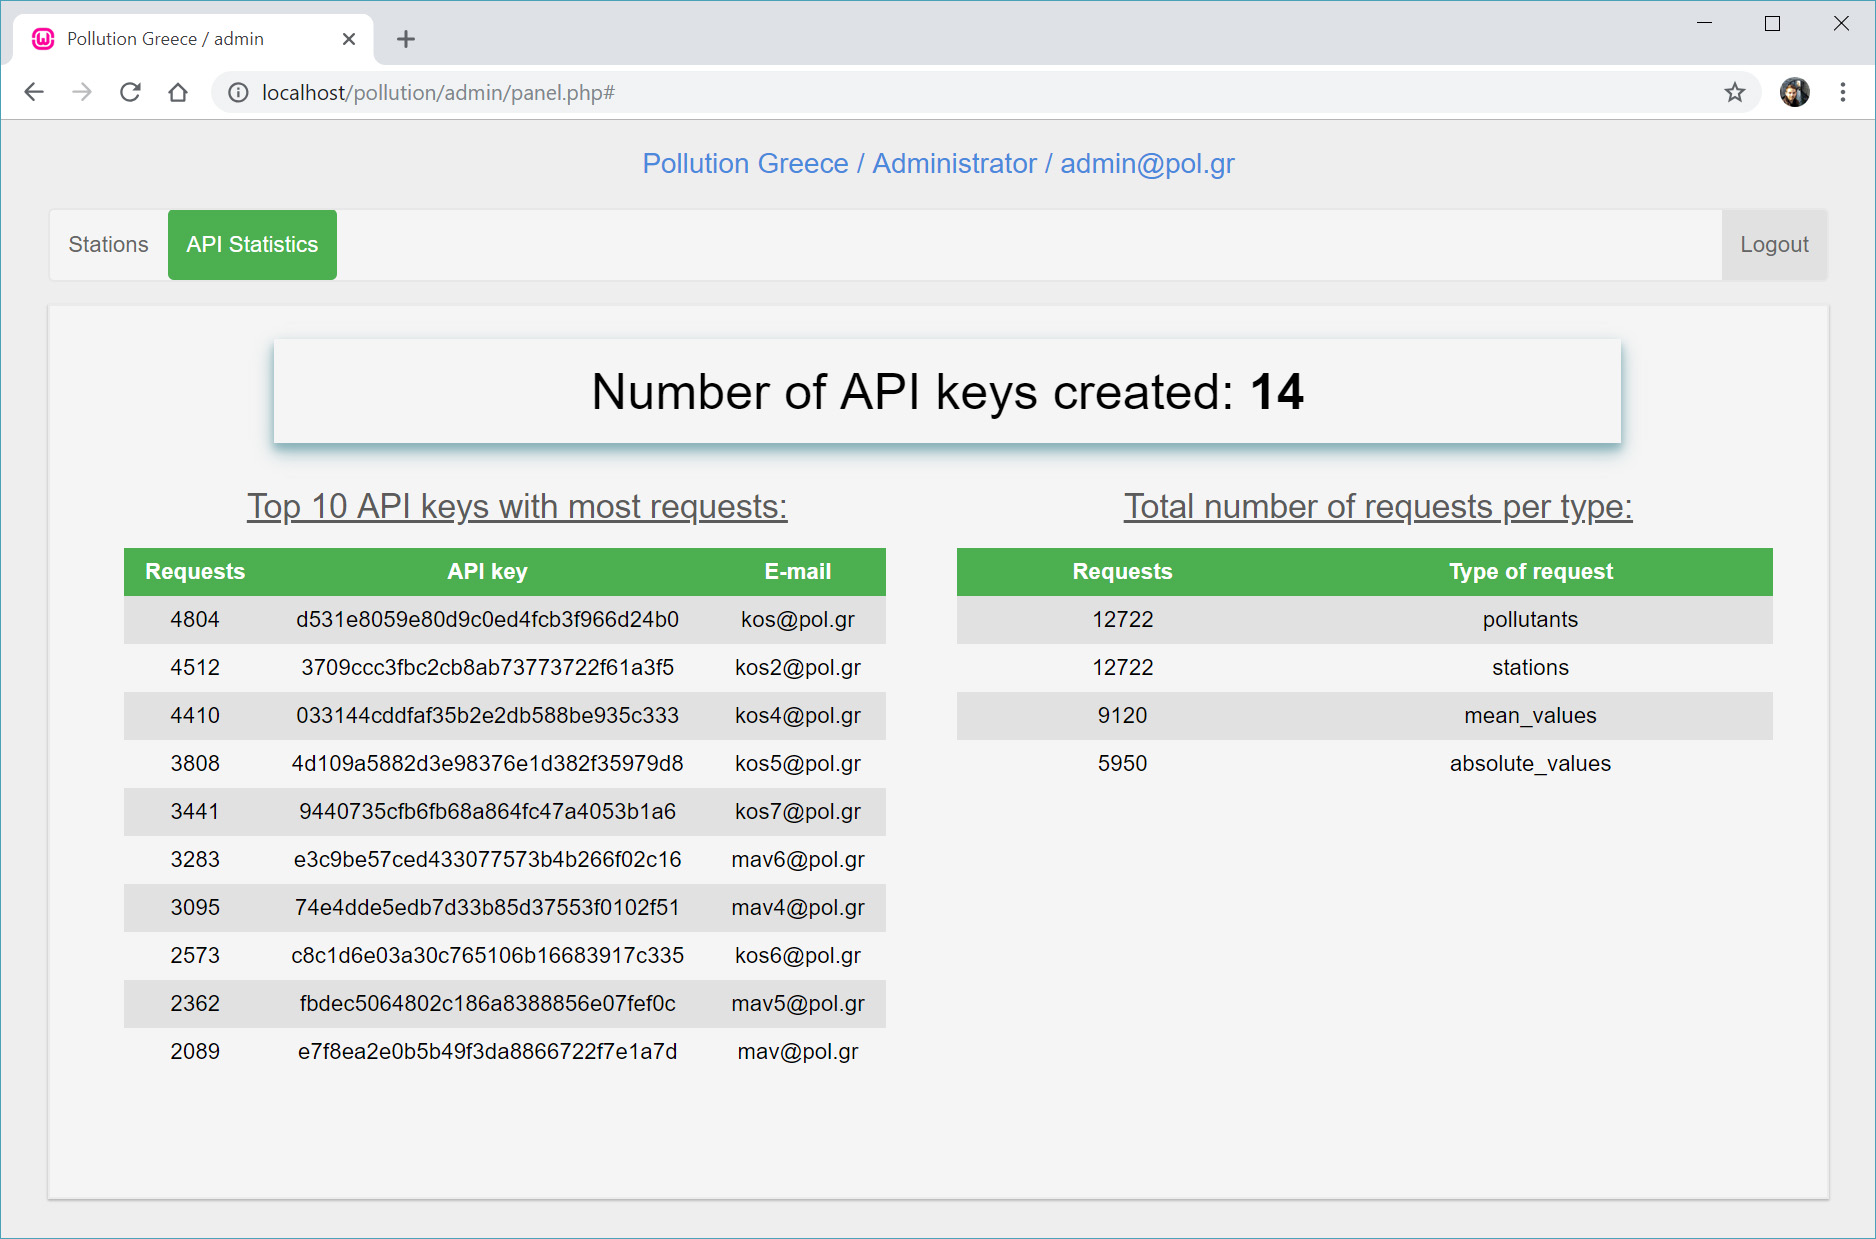 Pollution Greece / admin
localhost/pollution/admin/panel.php#
Pollution Greece / Administrator / admin@pol.gr
Stations API Statistics Logout
Number of API keys created: 14
Top 10 API keys with most requests:
Requests API key E-mail
4804 d531e8059e80d9c0ed4fcb3f966d24b0 kos@pol.gr
4512 3709ccc3fbc2cb8ab73773722f61a3f5 kos2@pol.gr
4410 033144cddfaf35b2e2db588be935c333 kos4@pol.gr
3808 4d109a5882d3e98376e1d382f35979d8 kos5@pol.gr
3441 9440735cfb6fb68a864fc47a4053b1a6 kos7@pol.gr
3283 e3c9be57ced433077573b4b266f02c16 mav6@pol.gr
3095 74e4dde5edb7d33b85d37553f0102f51 mav4@pol.gr
2573 c8c1d6e03a30c765106b16683917c335 kos6@pol.gr
2362 fbdec5064802c186a8388856e07fef0c mav5@pol.gr
2089 e7f8ea2e0b5b49f3da8866722f7e1a7d mav@pol.gr
Total number of requests per type:
Requests Type of request
12722 pollutants
12722 stations
9120 mean_values
5950 absolute_values